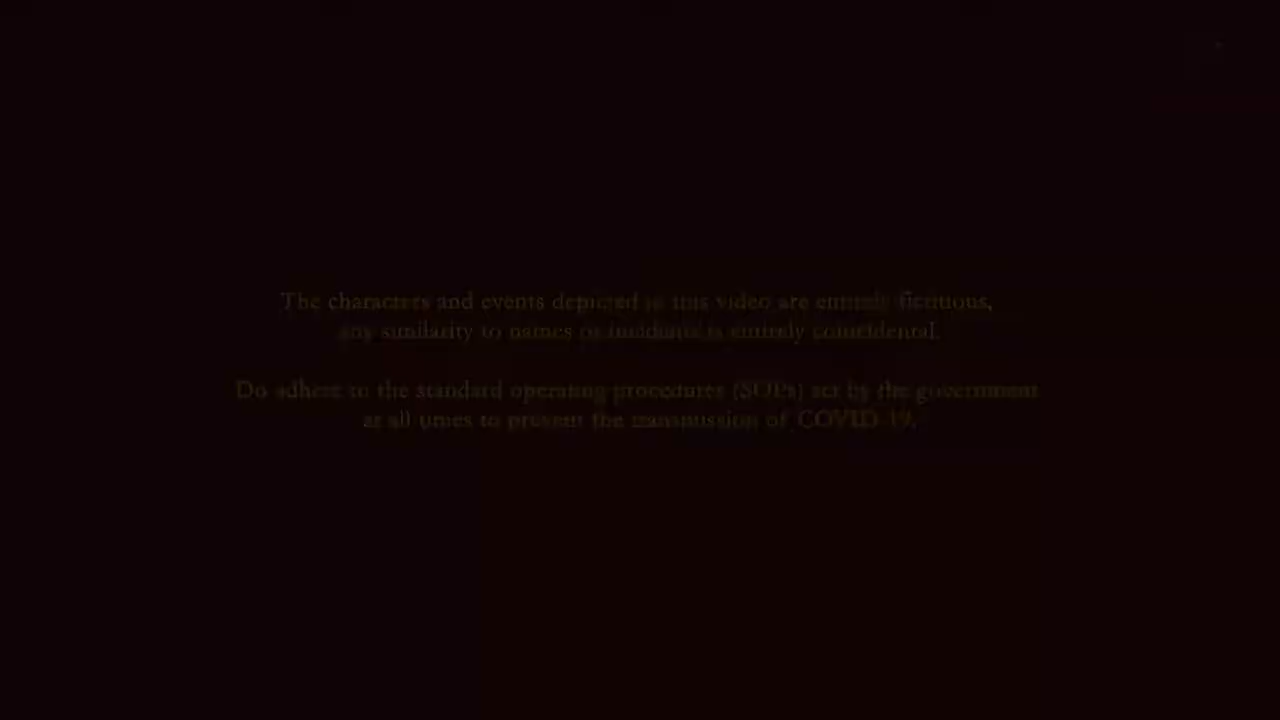 The characters and events depicted in this video are entirely fictitious,
any similarity to names or incidents is entirely coincidental.
Do adhere to the standard operating procedures (SOPs) set by the government
at all times to prevent the transmission of COVID-19.